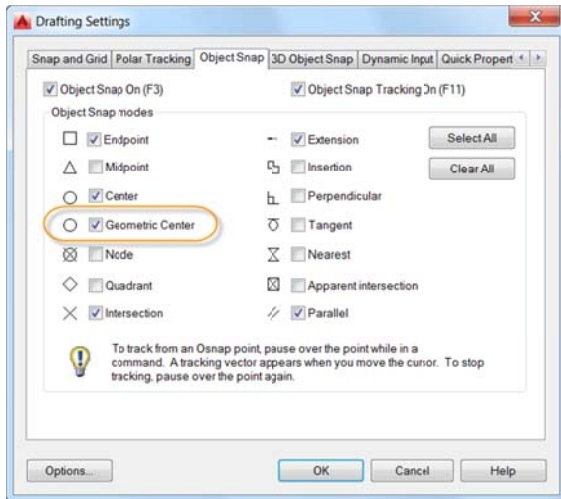 Drafting Settings
Snap and Grid Polar Tracking Object Snap 3D Object Snap Dynamic Input Quick Propert
Object Snap On (F3) Object Snap Tracking On (F11)
Object Snap modes
Endpoint Extension Select All
Midpoint Insertion Clear All
Center Perpendicular
Geometric Center Tangent
Node Nearest
Quadrant Apparent intersection
Intersection Parallel
To track from an Osnap point, pause over the point while in a
command. A tracking vector appears when you move the cursor. To stop
tracking, pause over the point again.
Options... OK Cancel Help